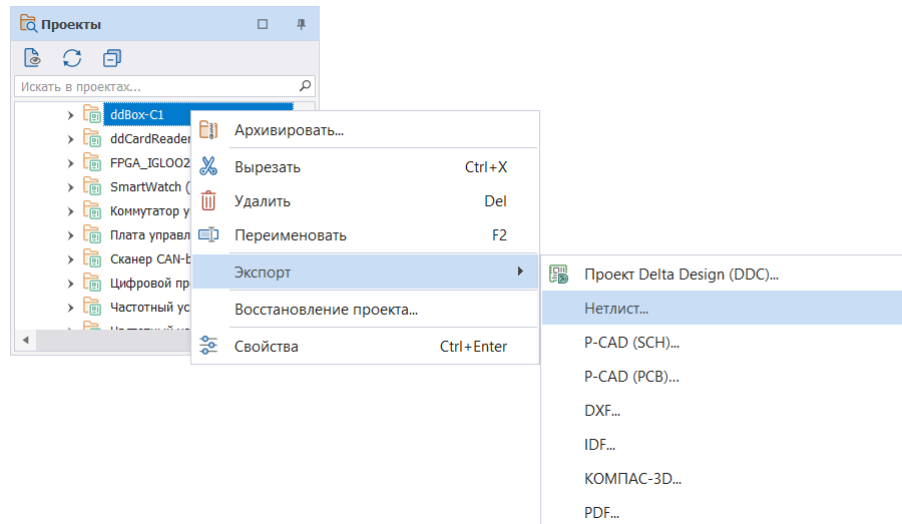 Проекты
Искать в проектах...
ddBox-C1
ddCardReader
FPGA_IGLOO2
SmartWatch (
Коммутатор у
Плата управл
Сканер CAN-b
Цифровой пр
Частотный ус
Архивировать...
Вырезать Ctrl+X
Удалить Del
Переименовать F2
Экспорт
Восстановление проекта...
Свойства Ctrl+Enter
Проект Delta Design (DDC)...
Нетлист...
P-CAD (SCH)...
P-CAD (PCB)...
DXF...
IDF...
КОМПАС-3D...
PDF...